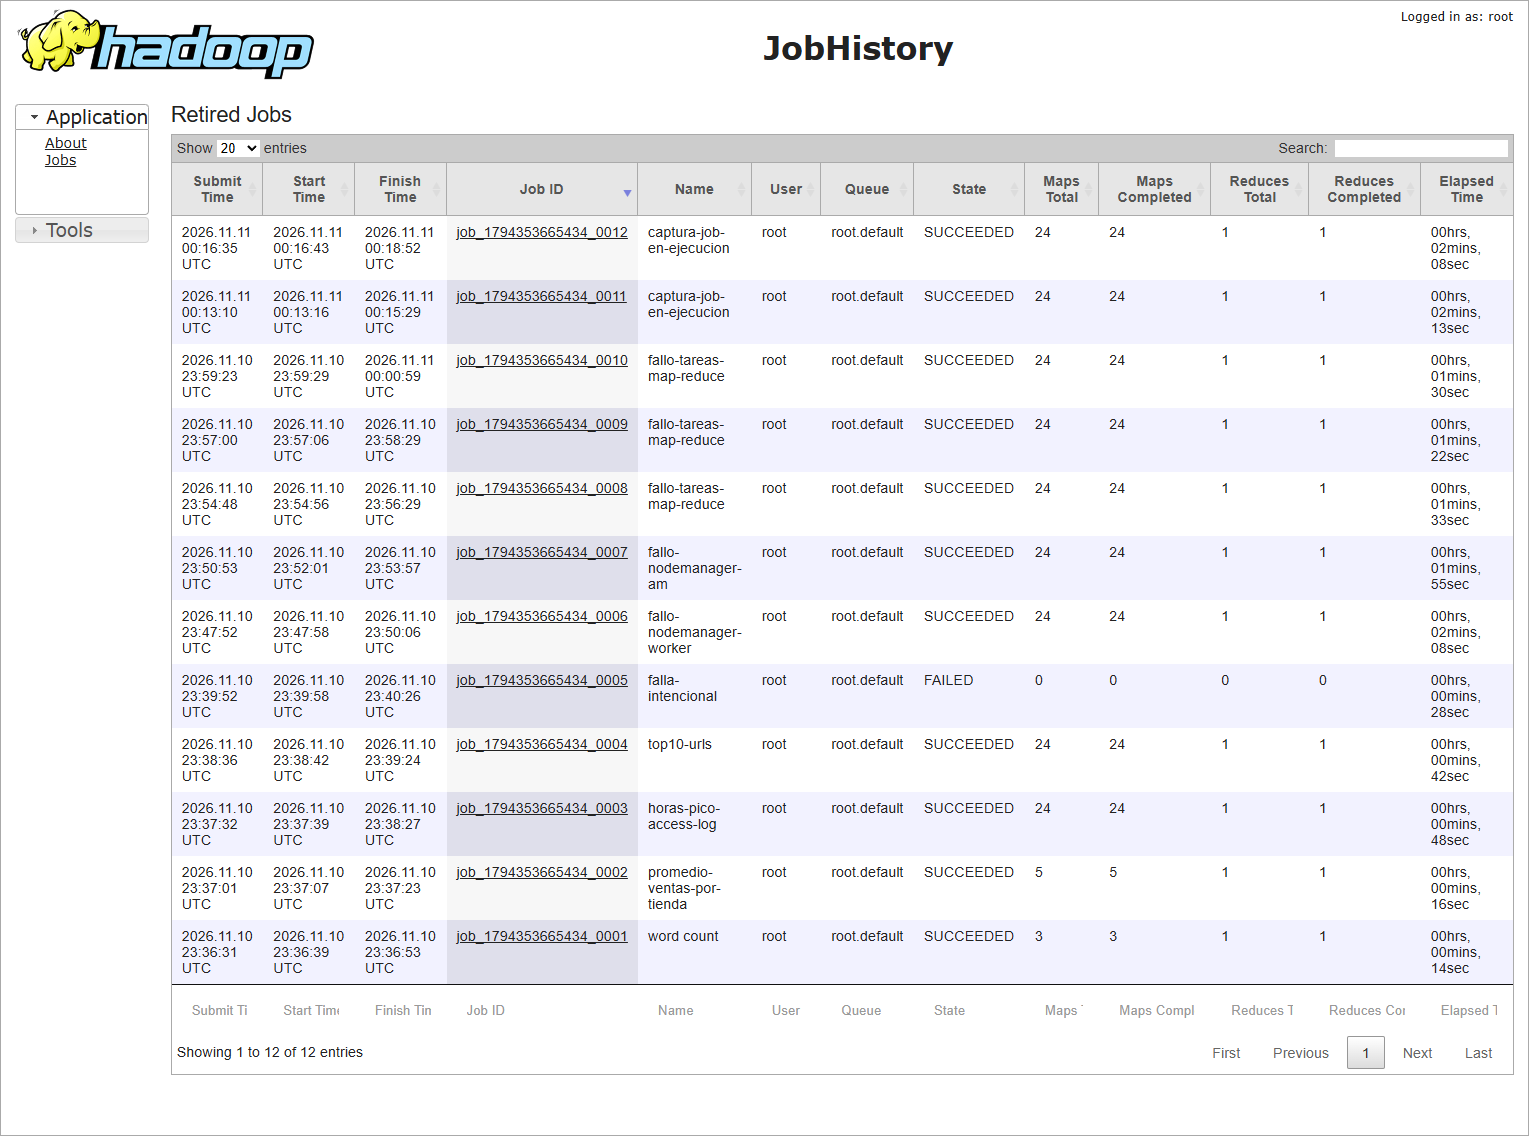 Logged in as: root
hadoop
JobHistory
Application
About
Jobs
Tools
Retired Jobs
Show 20 entries
Search:
Submit Time Start Time Finish Time Job ID Name User Queue State Maps Total Maps Completed Reduces Total Reduces Completed Elapsed Time
2026.11.11 00:16:35 UTC 2026.11.11 00:16:43 UTC 2026.11.11 00:18:52 UTC job_1794353665434_0012 captura-job-en-ejecucion root root.default SUCCEEDED 24 24 1 1 00hrs, 02mins, 08sec
2026.11.11 00:13:10 UTC 2026.11.11 00:13:16 UTC 2026.11.11 00:15:29 UTC job_1794353665434_0011 captura-job-en-ejecucion root root.default SUCCEEDED 24 24 1 1 00hrs, 02mins, 13sec
2026.11.10 23:59:23 UTC 2026.11.10 23:59:29 UTC 2026.11.11 00:00:59 UTC job_1794353665434_0010 fallo-tareas-map-reduce root root.default SUCCEEDED 24 24 1 1 00hrs, 01mins, 30sec
2026.11.10 23:57:00 UTC 2026.11.10 23:57:06 UTC 2026.11.10 23:58:29 UTC job_1794353665434_0009 fallo-tareas-map-reduce root root.default SUCCEEDED 24 24 1 1 00hrs, 01mins, 22sec
2026.11.10 23:54:48 UTC 2026.11.10 23:54:56 UTC 2026.11.10 23:56:29 UTC job_1794353665434_0008 fallo-tareas-map-reduce root root.default SUCCEEDED 24 24 1 1 00hrs, 01mins, 33sec
2026.11.10 23:50:53 UTC 2026.11.10 23:52:01 UTC 2026.11.10 23:53:57 UTC job_1794353665434_0007 fallo-nodemanager-am root root.default SUCCEEDED 24 24 1 1 00hrs, 01mins, 55sec
2026.11.10 23:47:52 UTC 2026.11.10 23:47:58 UTC 2026.11.10 23:50:06 UTC job_1794353665434_0006 fallo-nodemanager-worker root root.default SUCCEEDED 24 24 1 1 00hrs, 02mins, 08sec
2026.11.10 23:39:52 UTC 2026.11.10 23:39:58 UTC 2026.11.10 23:40:26 UTC job_1794353665434_0005 falla-intencional root root.default FAILED 0 0 0 0 00hrs, 00mins, 28sec
2026.11.10 23:38:36 UTC 2026.11.10 23:38:42 UTC 2026.11.10 23:39:24 UTC job_1794353665434_0004 top10-urls root root.default SUCCEEDED 24 24 1 1 00hrs, 00mins, 42sec
2026.11.10 23:37:32 UTC 2026.11.10 23:37:39 UTC 2026.11.10 23:38:27 UTC job_1794353665434_0003 horas-pico-access-log root root.default SUCCEEDED 24 24 1 1 00hrs, 00mins, 48sec
2026.11.10 23:37:01 UTC 2026.11.10 23:37:07 UTC 2026.11.10 23:37:23 UTC job_1794353665434_0002 promedio-ventas-por-tienda root root.default SUCCEEDED 5 5 1 1 00hrs, 00mins, 16sec
2026.11.10 23:36:31 UTC 2026.11.10 23:36:39 UTC 2026.11.10 23:36:53 UTC job_1794353665434_0001 word count root root.default SUCCEEDED 3 3 1 1 00hrs, 00mins, 14sec
Submit Ti Start Time Finish Tin Job ID Name User Queue State Maps Maps Compl Reduces T Reduces Cor Elapsed T
Showing 1 to 12 of 12 entries
First Previous 1 Next Last